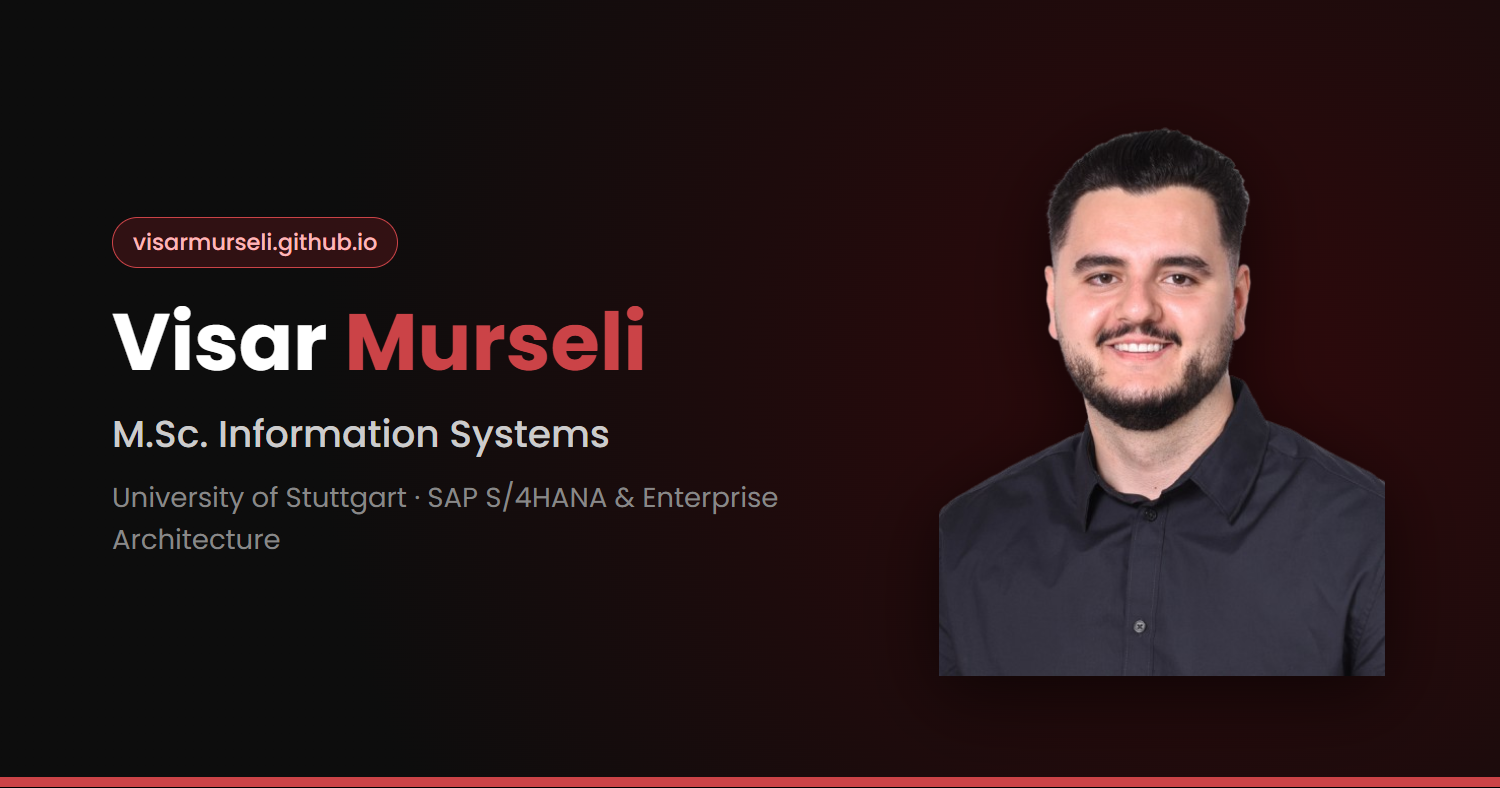 visarmurseli.github.io
Visar Murseli
M.Sc. Information Systems
University of Stuttgart · SAP S/4HANA & Enterprise
Architecture